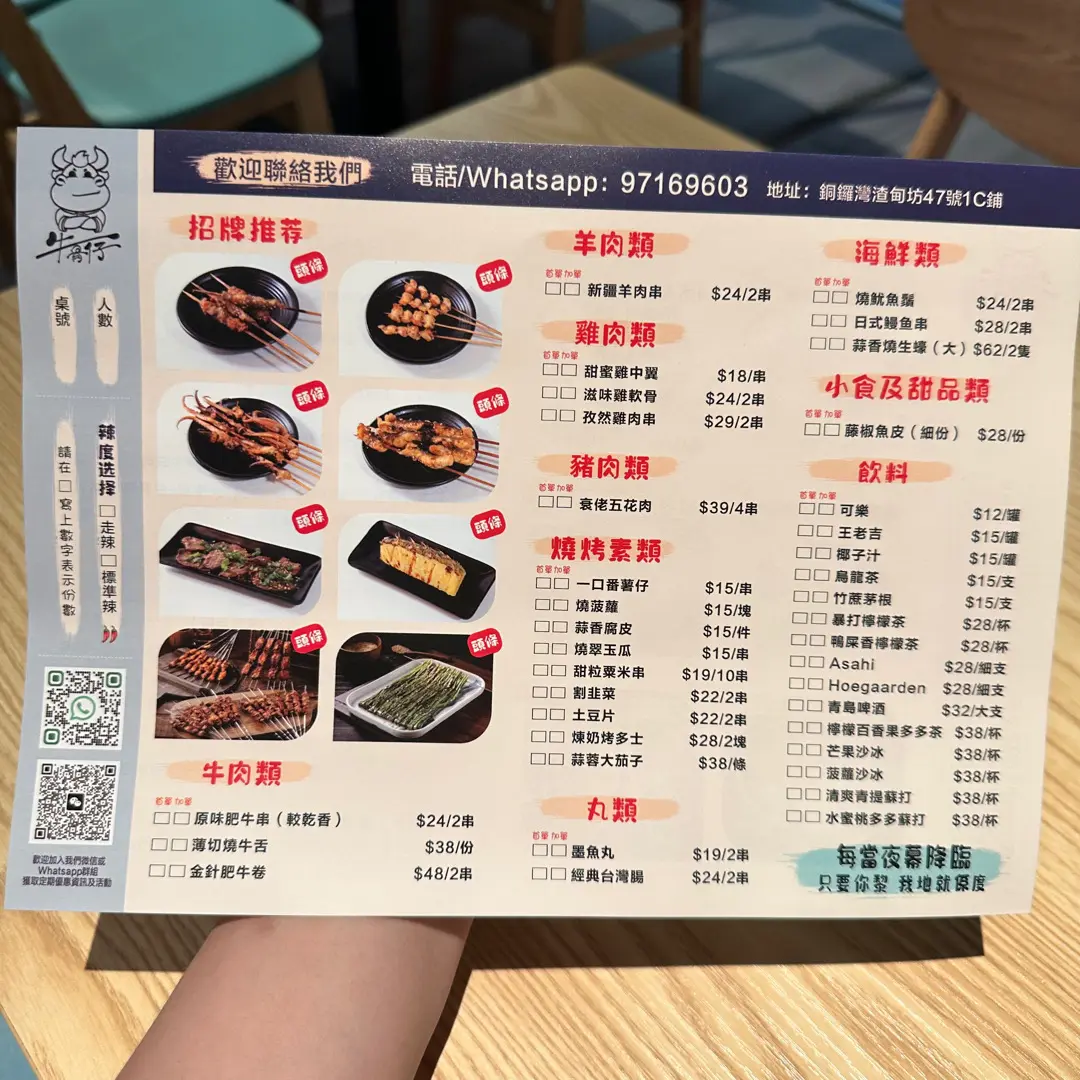 歡迎聯絡我們
電話/Whatsapp: 97169603
地址：銅鑼灣渣甸坊47號1C鋪
牛骨仔
桌號
人數
辣度选择 □走辣 □標準辣
請在□寫上數字表示份數
歡迎加入我們微信或
Whatsapp群組
獲取定期優惠資訊及活動
招牌推荐
頭條
頭條
頭條
頭條
頭條
頭條
頭條
頭條
牛肉類
原味肥牛串（較乾香） $24/2串
薄切燒牛舌 $38/份
金針肥牛卷 $48/2串
羊肉類
新疆羊肉串 $24/2串
雞肉類
甜蜜雞中翼 $18/串
滋味雞軟骨 $24/2串
孜然雞肉串 $29/2串
豬肉類
衰佬五花肉 $39/4串
燒烤素類
一口番薯仔 $15/串
燒菠蘿 $15/塊
蒜香腐皮 $15/件
燒翠玉瓜 $15/串
甜粒粟米串 $19/10串
割韭菜 $22/2串
土豆片 $22/2串
煉奶烤多士 $28/2塊
蒜蓉大茄子 $38/條
丸類
墨魚丸 $19/2串
經典台灣腸 $24/2串
海鮮類
燒魷魚鬚 $24/2串
日式鰻魚串 $28/2串
蒜香燒生蠔（大）$62/2隻
小食及甜品類
藤椒魚皮（細份） $28/份
飲料
可樂 $12/罐
王老吉 $15/罐
椰子汁 $15/罐
烏龍茶 $15/支
竹蔗茅根 $15/支
暴打檸檬茶 $28/杯
鴨屎香檸檬茶 $28/杯
Asahi $28/細支
Hoegaarden $28/細支
青島啤酒 $32/大支
檸檬百香果多多茶 $38/杯
芒果沙冰 $38/杯
菠蘿沙冰 $38/杯
清爽青提蘇打 $38/杯
水蜜桃多多蘇打 $38/杯
每當夜幕降臨
只要你黎 我地就係度